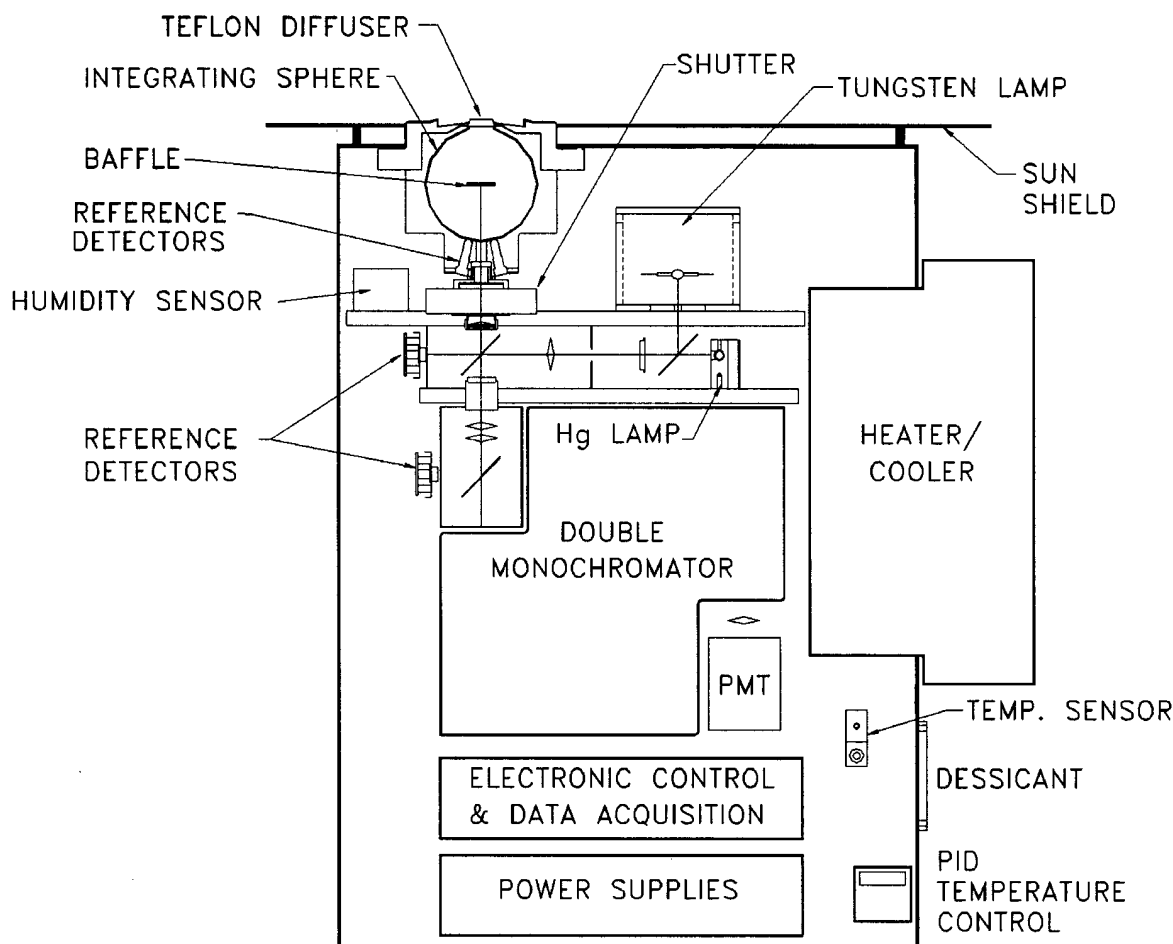 TEFLON DIFFUSER
INTEGRATING SPHERE
SHUTTER
TUNGSTEN LAMP
BAFFLE
SUN
SHIELD
REFERENCE
DETECTORS
HUMIDITY SENSOR
Hg LAMP
HEATER/
COOLER
REFERENCE
DETECTORS
DOUBLE
MONOCHROMATOR
PMT
TEMP. SENSOR
ELECTRONIC CONTROL
& DATA ACQUISITION
DESSICANT
POWER SUPPLIES
PID
TEMPERATURE
CONTROL